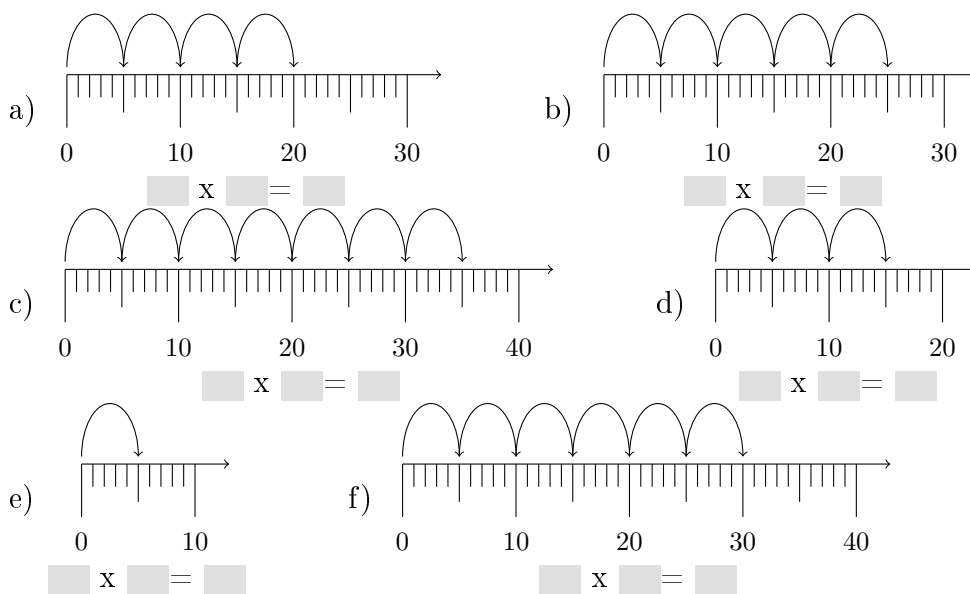 a)
0 10 20 30
x =
b)
0 10 20 30
x =
c)
0 10 20 30 40
x =
d)
0 10 20
x =
e)
0 10
x =
f)
0 10 20 30 40
x =